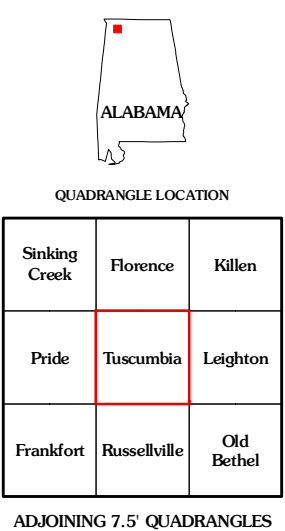 ALABAMA
QUADRANGLE LOCATION
Sinking
Creek
Florence
Killen
Pride
Tuscumbia
Leighton
Frankfort
Russellville
Old
Bethel
ADJOINING 7.5' QUADRANGLES